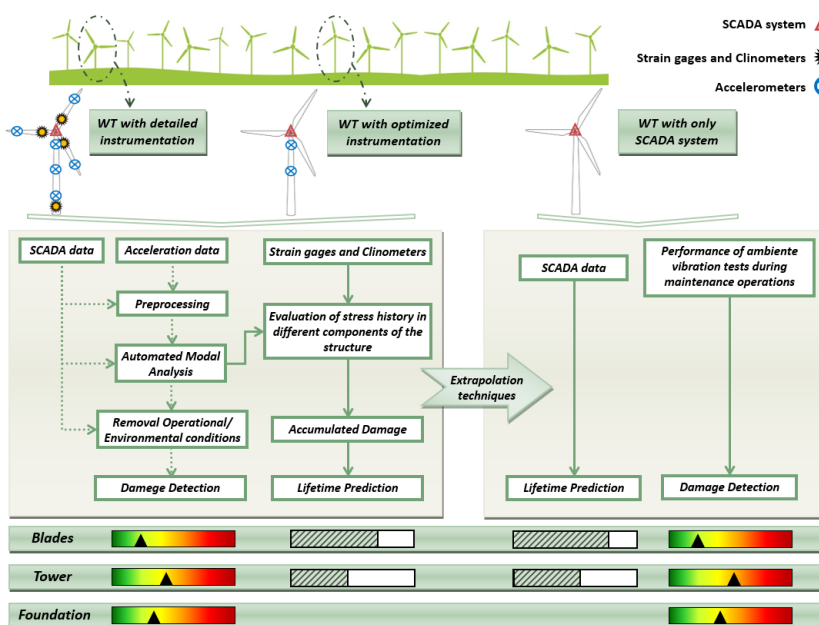 SCADA system
Strain gages and Clinometers
Accelerometers
WT with detailed
instrumentation
WT with optimized
instrumentation
WT with only
SCADA system
SCADA data
Acceleration data
Strain gages and Clinometers
Preprocessing
Evaluation of stress history in
different components of the
structure
Automated Modal
Analysis
Removal Operational/
Environmental conditions
Accumulated Damage
Damege Detection
Lifetime Prediction
Extrapolation
techniques
SCADA data
Performance of ambiente
vibration tests during
maintenance operations
Lifetime Prediction
Damage Detection
Blades
Tower
Foundation